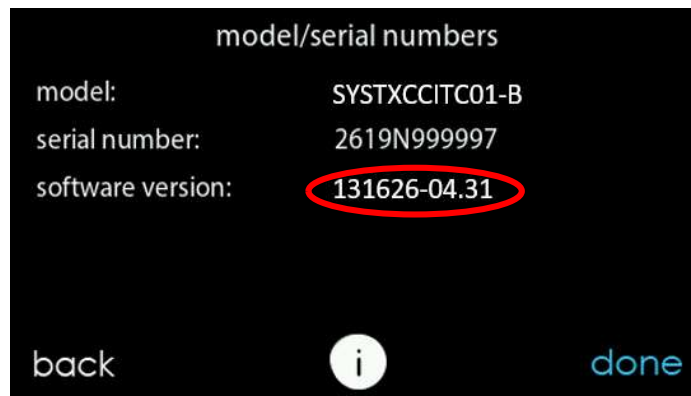 model/serial numbers
model: SYSTXCCITC01-B
serial number: 2619N999997
software version: 131626-04.31
back i done